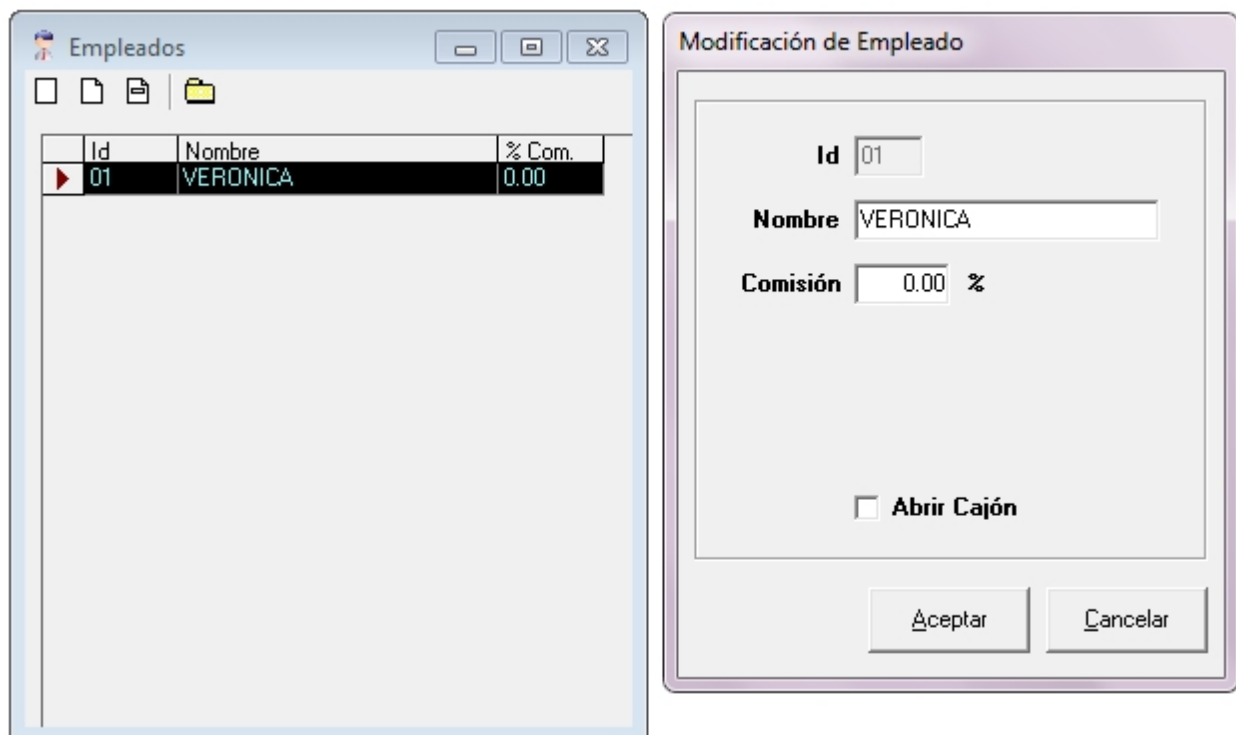 Empleados
Id Nombre % Com.
01 VERONICA 0.00
Modificación de Empleado
Id 01
Nombre VERONICA
Comisión 0.00 %
Abrir Cajón
Aceptar Cancelar